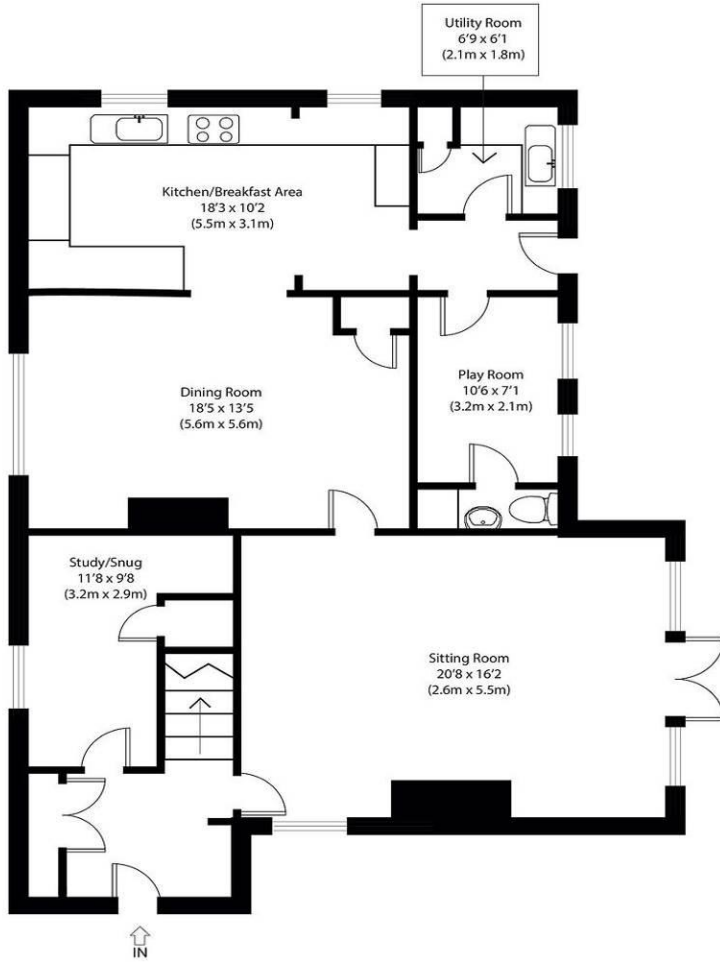 Utility Room
6'9 x 6'1
(2.1m x 1.8m)
Kitchen/Breakfast Area
18'3 x 10'2
(5.5m x 3.1m)
Play Room
10'6 x 7'1
(3.2m x 2.1m)
Dining Room
18'5 x 13'5
(5.6m x 5.6m)
Study/Snug
11'8 x 9'8
(3.2m x 2.9m)
Sitting Room
20'8 x 16'2
(2.6m x 5.5m)
IN